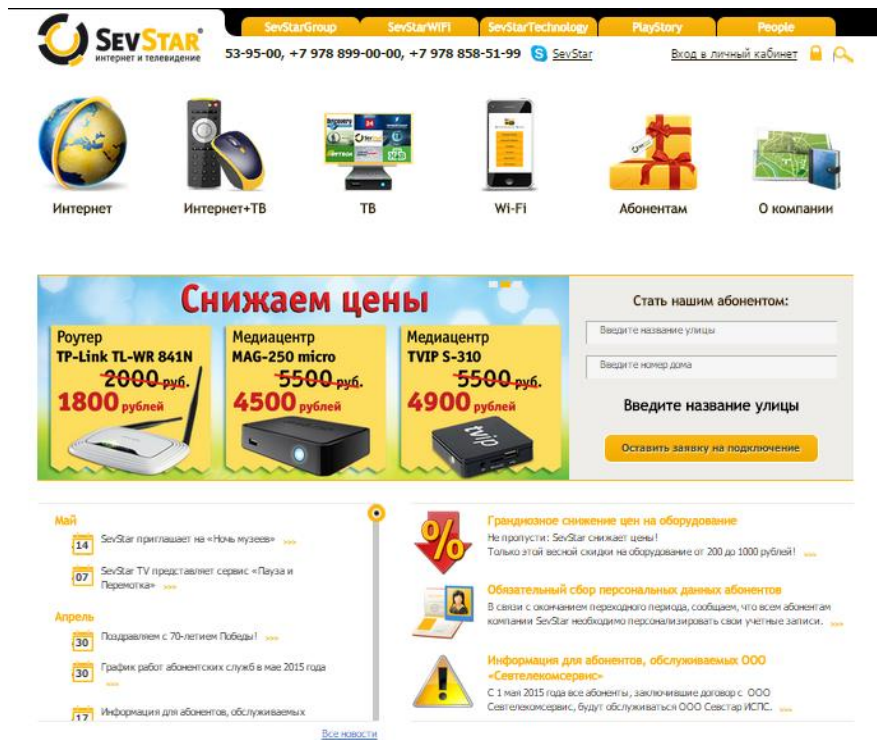 SevStarGroup
SevStarWIFI
SevStarTechnology
PlayStory
People
SEVSTAR®
интернет и телевидение
53-95-00, +7 978 899-00-00, +7 978 858-51-99
SevStar
Вход в личный кабинет
Интернет
Интернет+ТВ
ТВ
Wi-Fi
Абонентам
О компании
Снижаем цены
Роутер
TP-Link TL-WR 841N
2000 руб.
1800 рублей
Медиацентр
MAG-250 micro
5500 руб.
4500 рублей
Медиацентр
TVIP S-310
5500 руб.
4900 рублей
tvip
Стать нашим абонентом:
Введите название улицы
Введите номер дома
Введите название улицы
Оставить заявку на подключение
Май
14
SevStar приглашает на «Ночь музеев» »»»
07
SevStar TV представляет сервис «Пауза и
Перемотка» »»»
Апрель
30
Поздравляем с 70-летием Победы! »»»
30
График работ абонентских служб в мае 2015 года
»»»
17
Информация для абонентов, обслуживаемых
Все новости
%
Грандиозное снижение цен на оборудование
Не пропусти: SevStar снижает цены!
Только этой весной скидки на оборудование от 200 до 1000 рублей! »»»
Обязательный сбор персональных данных абонентов
В связи с окончанием переходного периода, сообщаем, что всем абонентам
компании SevStar необходимо персонализировать свои учетные записи. »»»
Информация для абонентов, обслуживаемых ООО
«Севтелекомсервис»
С 1 мая 2015 года все абоненты, заключившие договор с ООО
Севтелекомсервис, будут обслуживаться ООО Севстар ИСПС. »»»